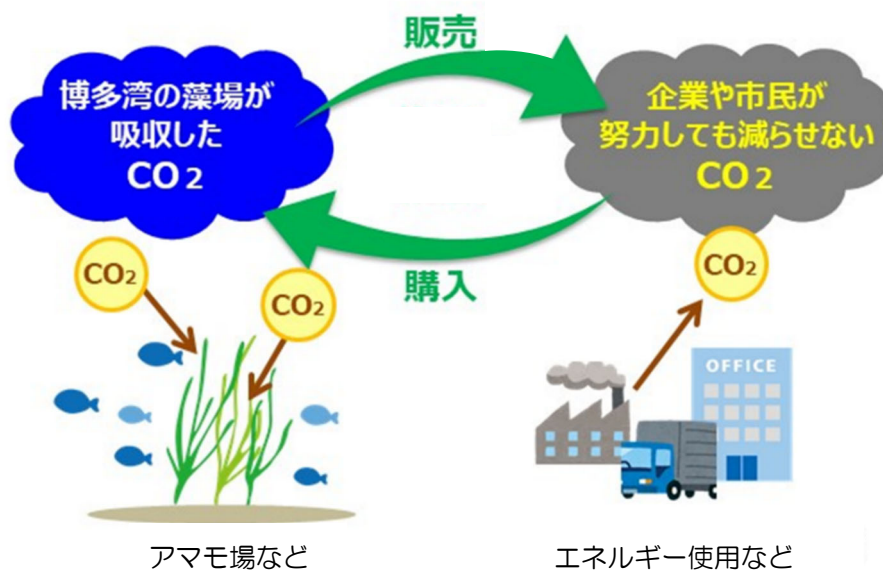 販売
博多湾の藻場が
吸収した
CO2
企業や市民が
努力しても減らせない
CO2
購入
CO2
CO2
CO2
OFFICE
アマモ場など
エネルギー使用など